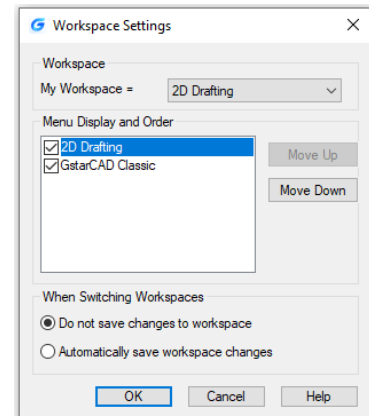 Workspace Settings
Workspace
My Workspace = 2D Drafting
Menu Display and Order
2D Drafting
GstarCAD Classic
Move Up
Move Down
When Switching Workspaces
Do not save changes to workspace
Automatically save workspace changes
OK Cancel Help